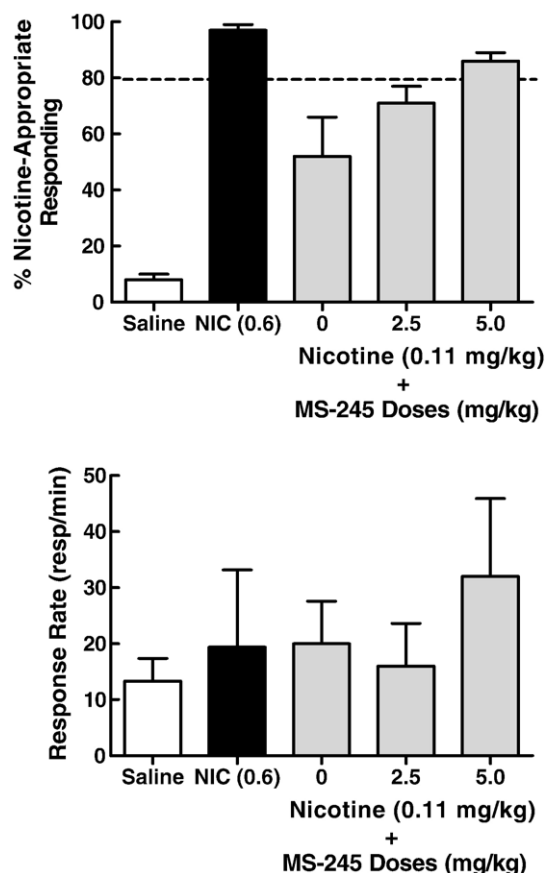 % Nicotine-Appropriate
Responding
100
80
60
40
20
0
Saline NIC (0.6) 0 2.5 5.0
Nicotine (0.11 mg/kg)
+
MS-245 Doses (mg/kg)
Response Rate (resp/min)
50
40
30
20
10
0
Saline NIC (0.6) 0 2.5 5.0
Nicotine (0.11 mg/kg)
+
MS-245 Doses (mg/kg)